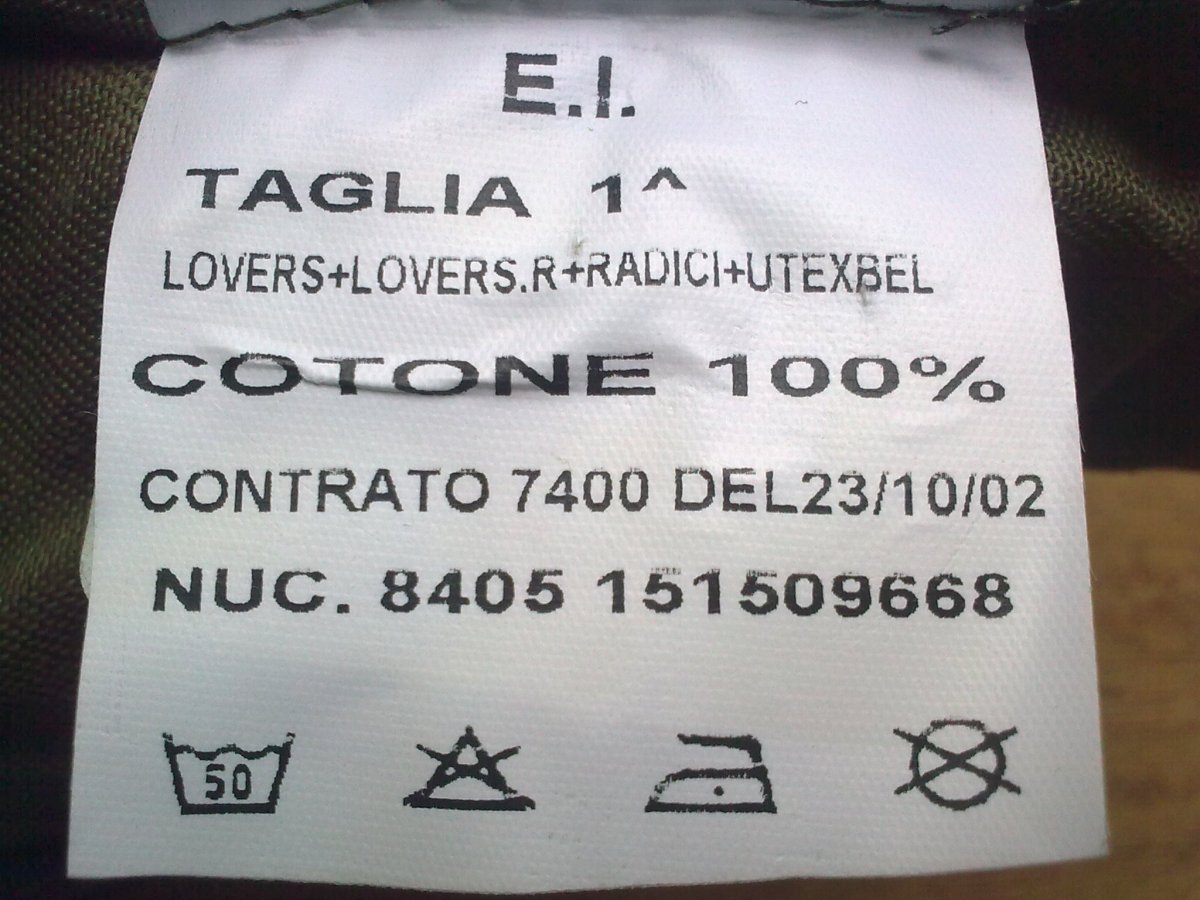 E.I.
TAGLIA 1^
LOVERS+LOVERS.R+RADICI+UTEXBEL
COTONE 100%
CONTRATO 7400 DEL23/10/02
NUC. 8405 151509668
50